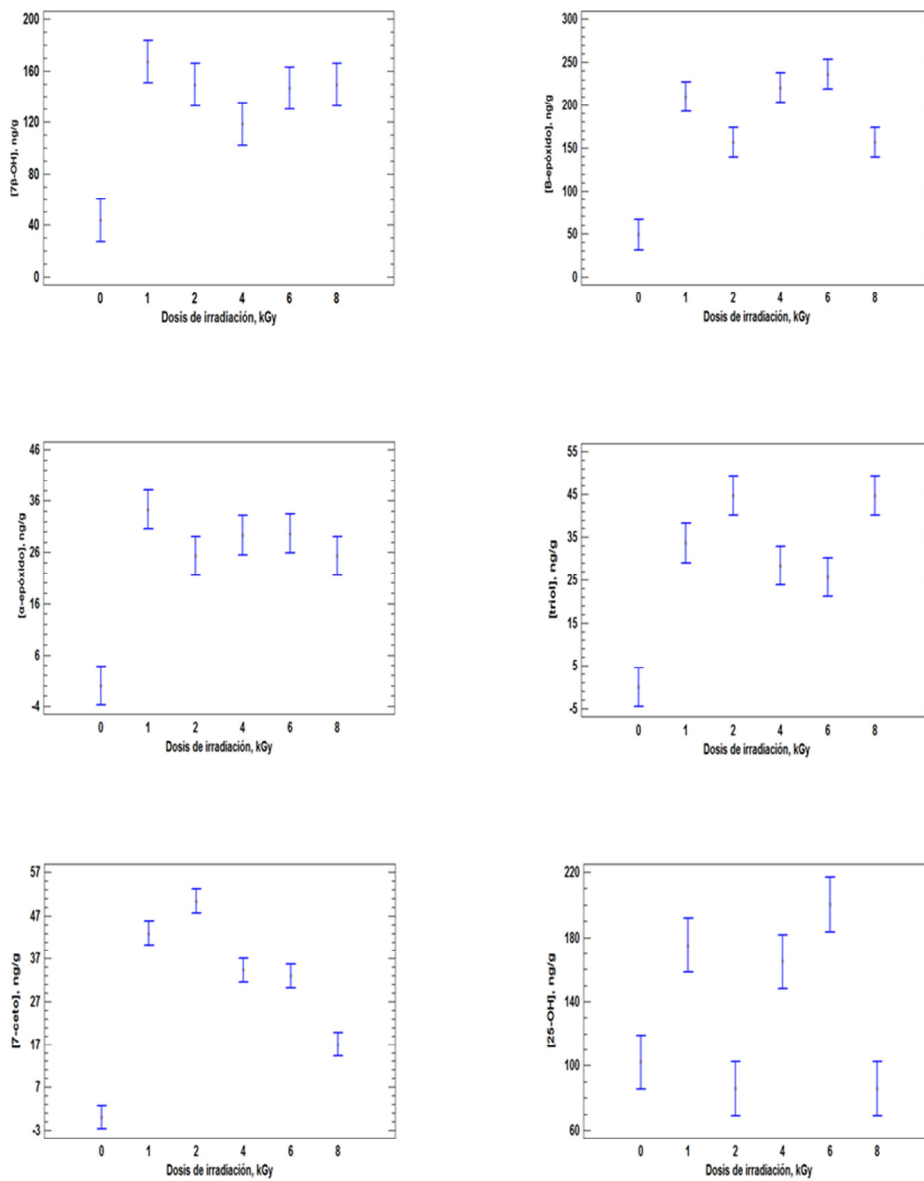 [7β-OH], ng/g
200
160
120
80
40
0
0 1 2 4 6 8
Dosis de irradiación, kGy
[B-epóxido], ng/g
300
250
200
150
100
50
0
0 1 2 4 6 8
Dosis de irradiación, kGy
[α-epóxido], ng/g
46
36
26
16
6
-4
0 1 2 4 6 8
Dosis de irradiación, kGy
[triol], ng/g
55
45
35
25
15
5
-5
0 1 2 4 6 8
Dosis de irradiación, kGy
[7-ceto], ng/g
57
47
37
27
17
7
-3
0 1 2 4 6 8
Dosis de irradiación, kGy
[25-OH], ng/g
220
180
140
100
60
0 1 2 4 6 8
Dosis de irradiación, kGy